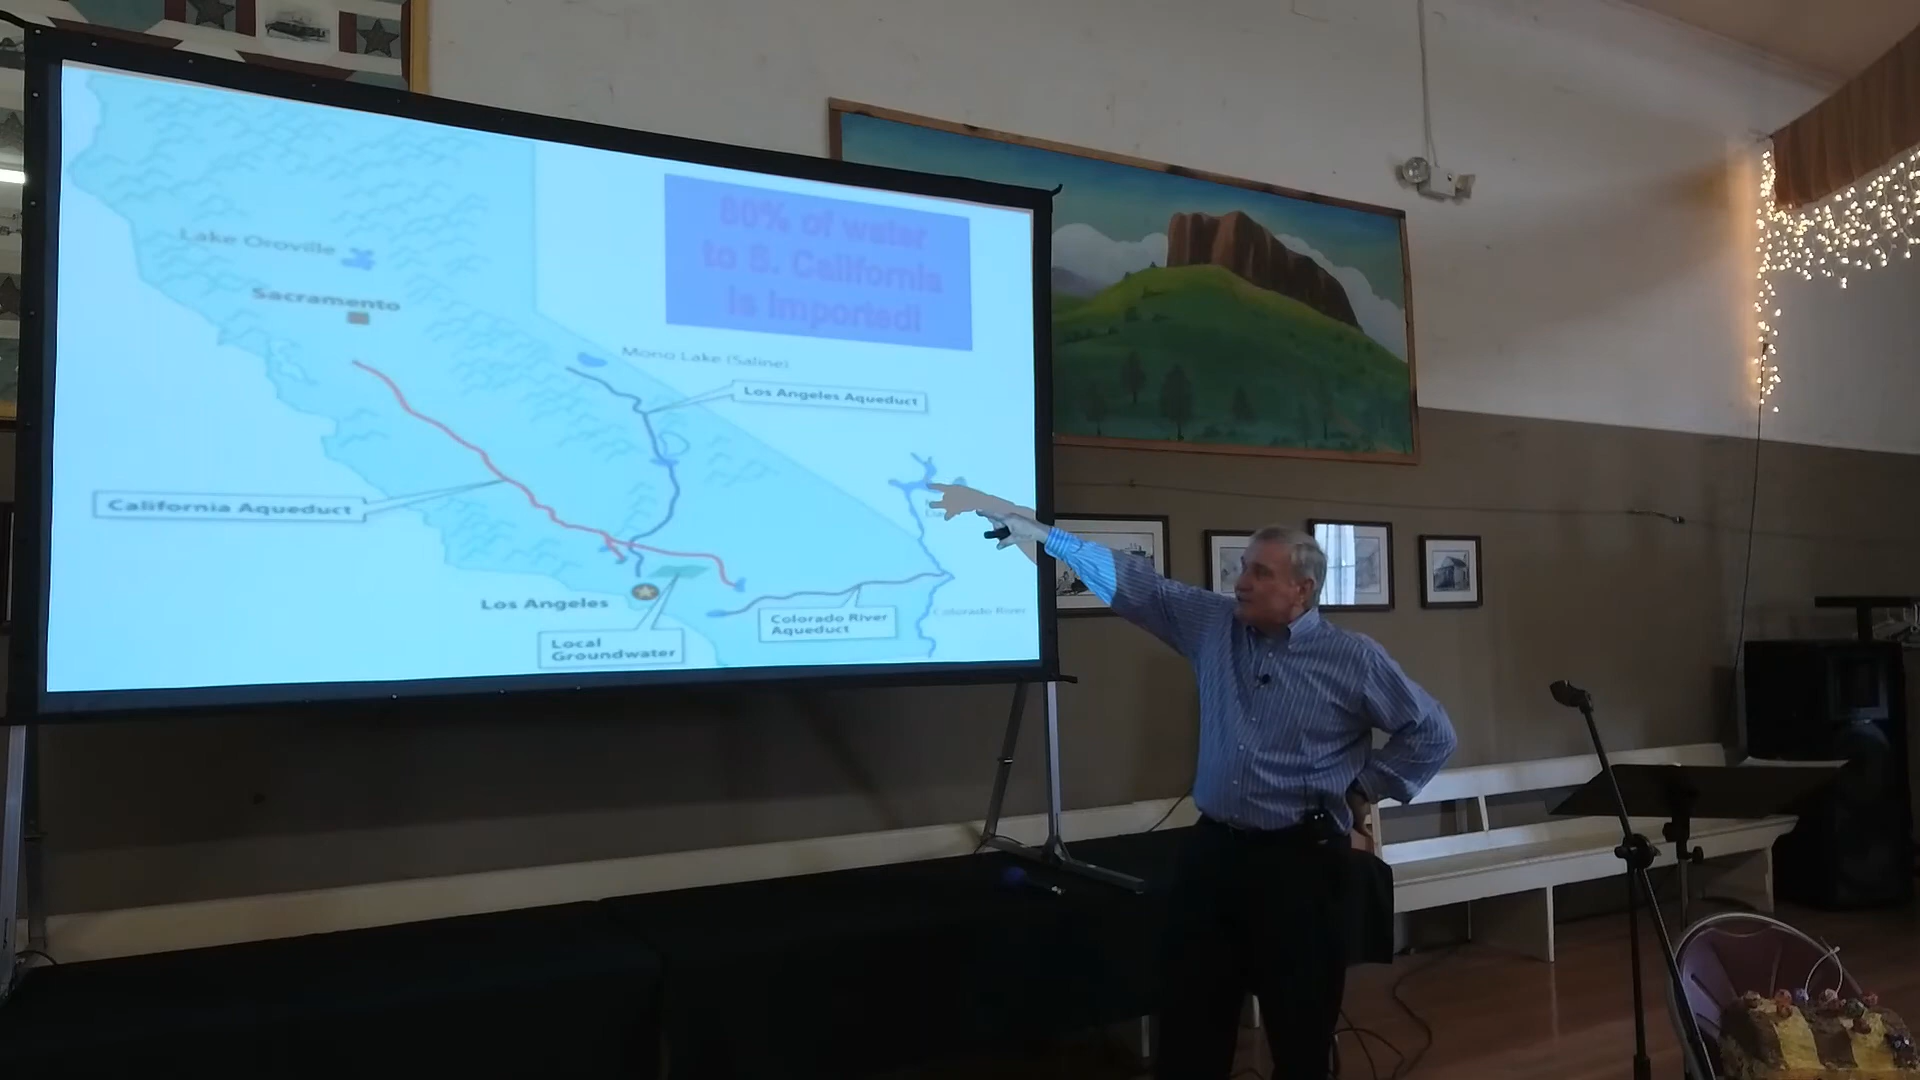 80% of water
to S. California
is imported!
Lake Oroville
Sacramento
Mono Lake (Saline)
Los Angeles Aqueduct
California Aqueduct
Los Angeles
Local
Groundwater
Colorado River
Aqueduct
Colorado River